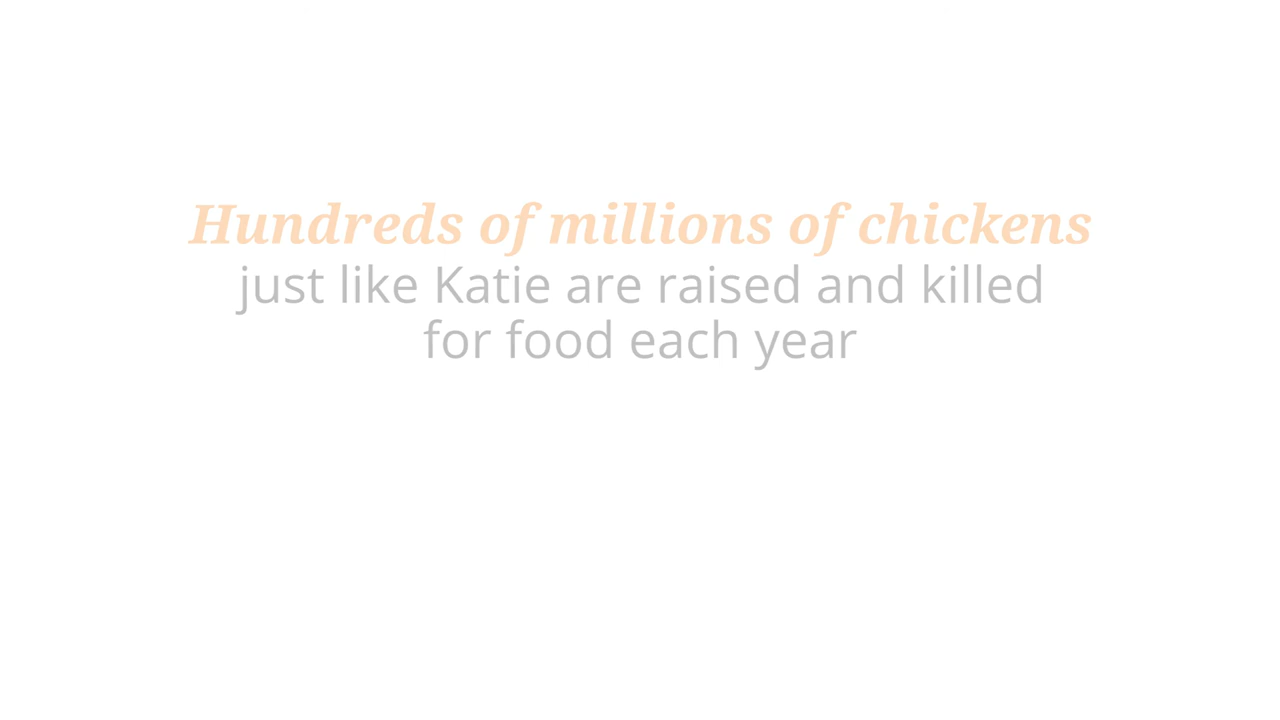 Hundreds of millions of chickens
just like Katie are raised and killed
for food each year